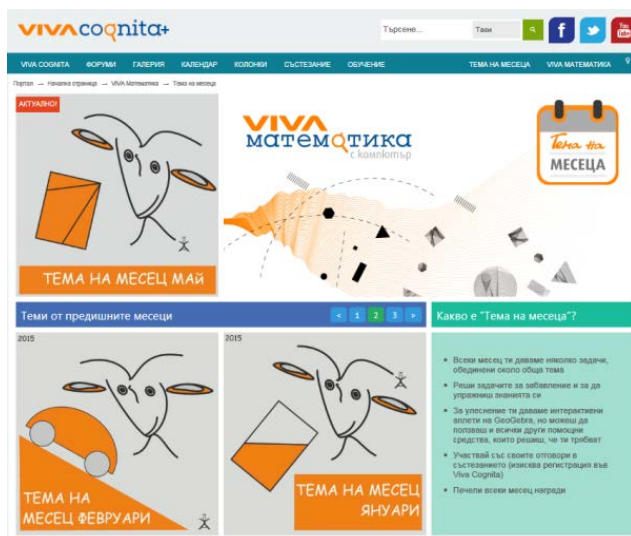 VIVA cognita+
Търсене...
Тази
f
You
Tube
VIVA COGNITA ФОРУМИ ГАЛЕРИЯ КАЛЕНДАР КОЛОНКИ СЪСТЕЗАНИЕ ОБУЧЕНИЕ ТЕМА НА МЕСЕЦА VIVA МАТЕМАТИКА
Портал → Начална страница → VIVA Математика → Тема на месеца
АКТУАЛНО!
ТЕМА НА МЕСЕЦ МАЙ
VIVA
математика
с компютър
Тема на
МЕСЕЦА
Теми от предишните месеци
< 1 2 3 >
Какво е "Тема на месеца"?
2015
ТЕМА НА
МЕСЕЦ ФЕВРУАРИ
2015
ТЕМА НА МЕСЕЦ
ЯНУАРИ
Всеки месец ти даваме няколко задачи,
обединени около обща тема
Реши задачите за забавление и за да
упражниш знанията си
За улеснение ти даваме интерактивни
аплети на GeoGebra, но можеш да
ползваш и всички други помощни
средства, които решиш, че ти трябват
Участвай със своите отговори в
състезанието (изисква регистрация във
Viva Cognita)
Печели всеки месец награди